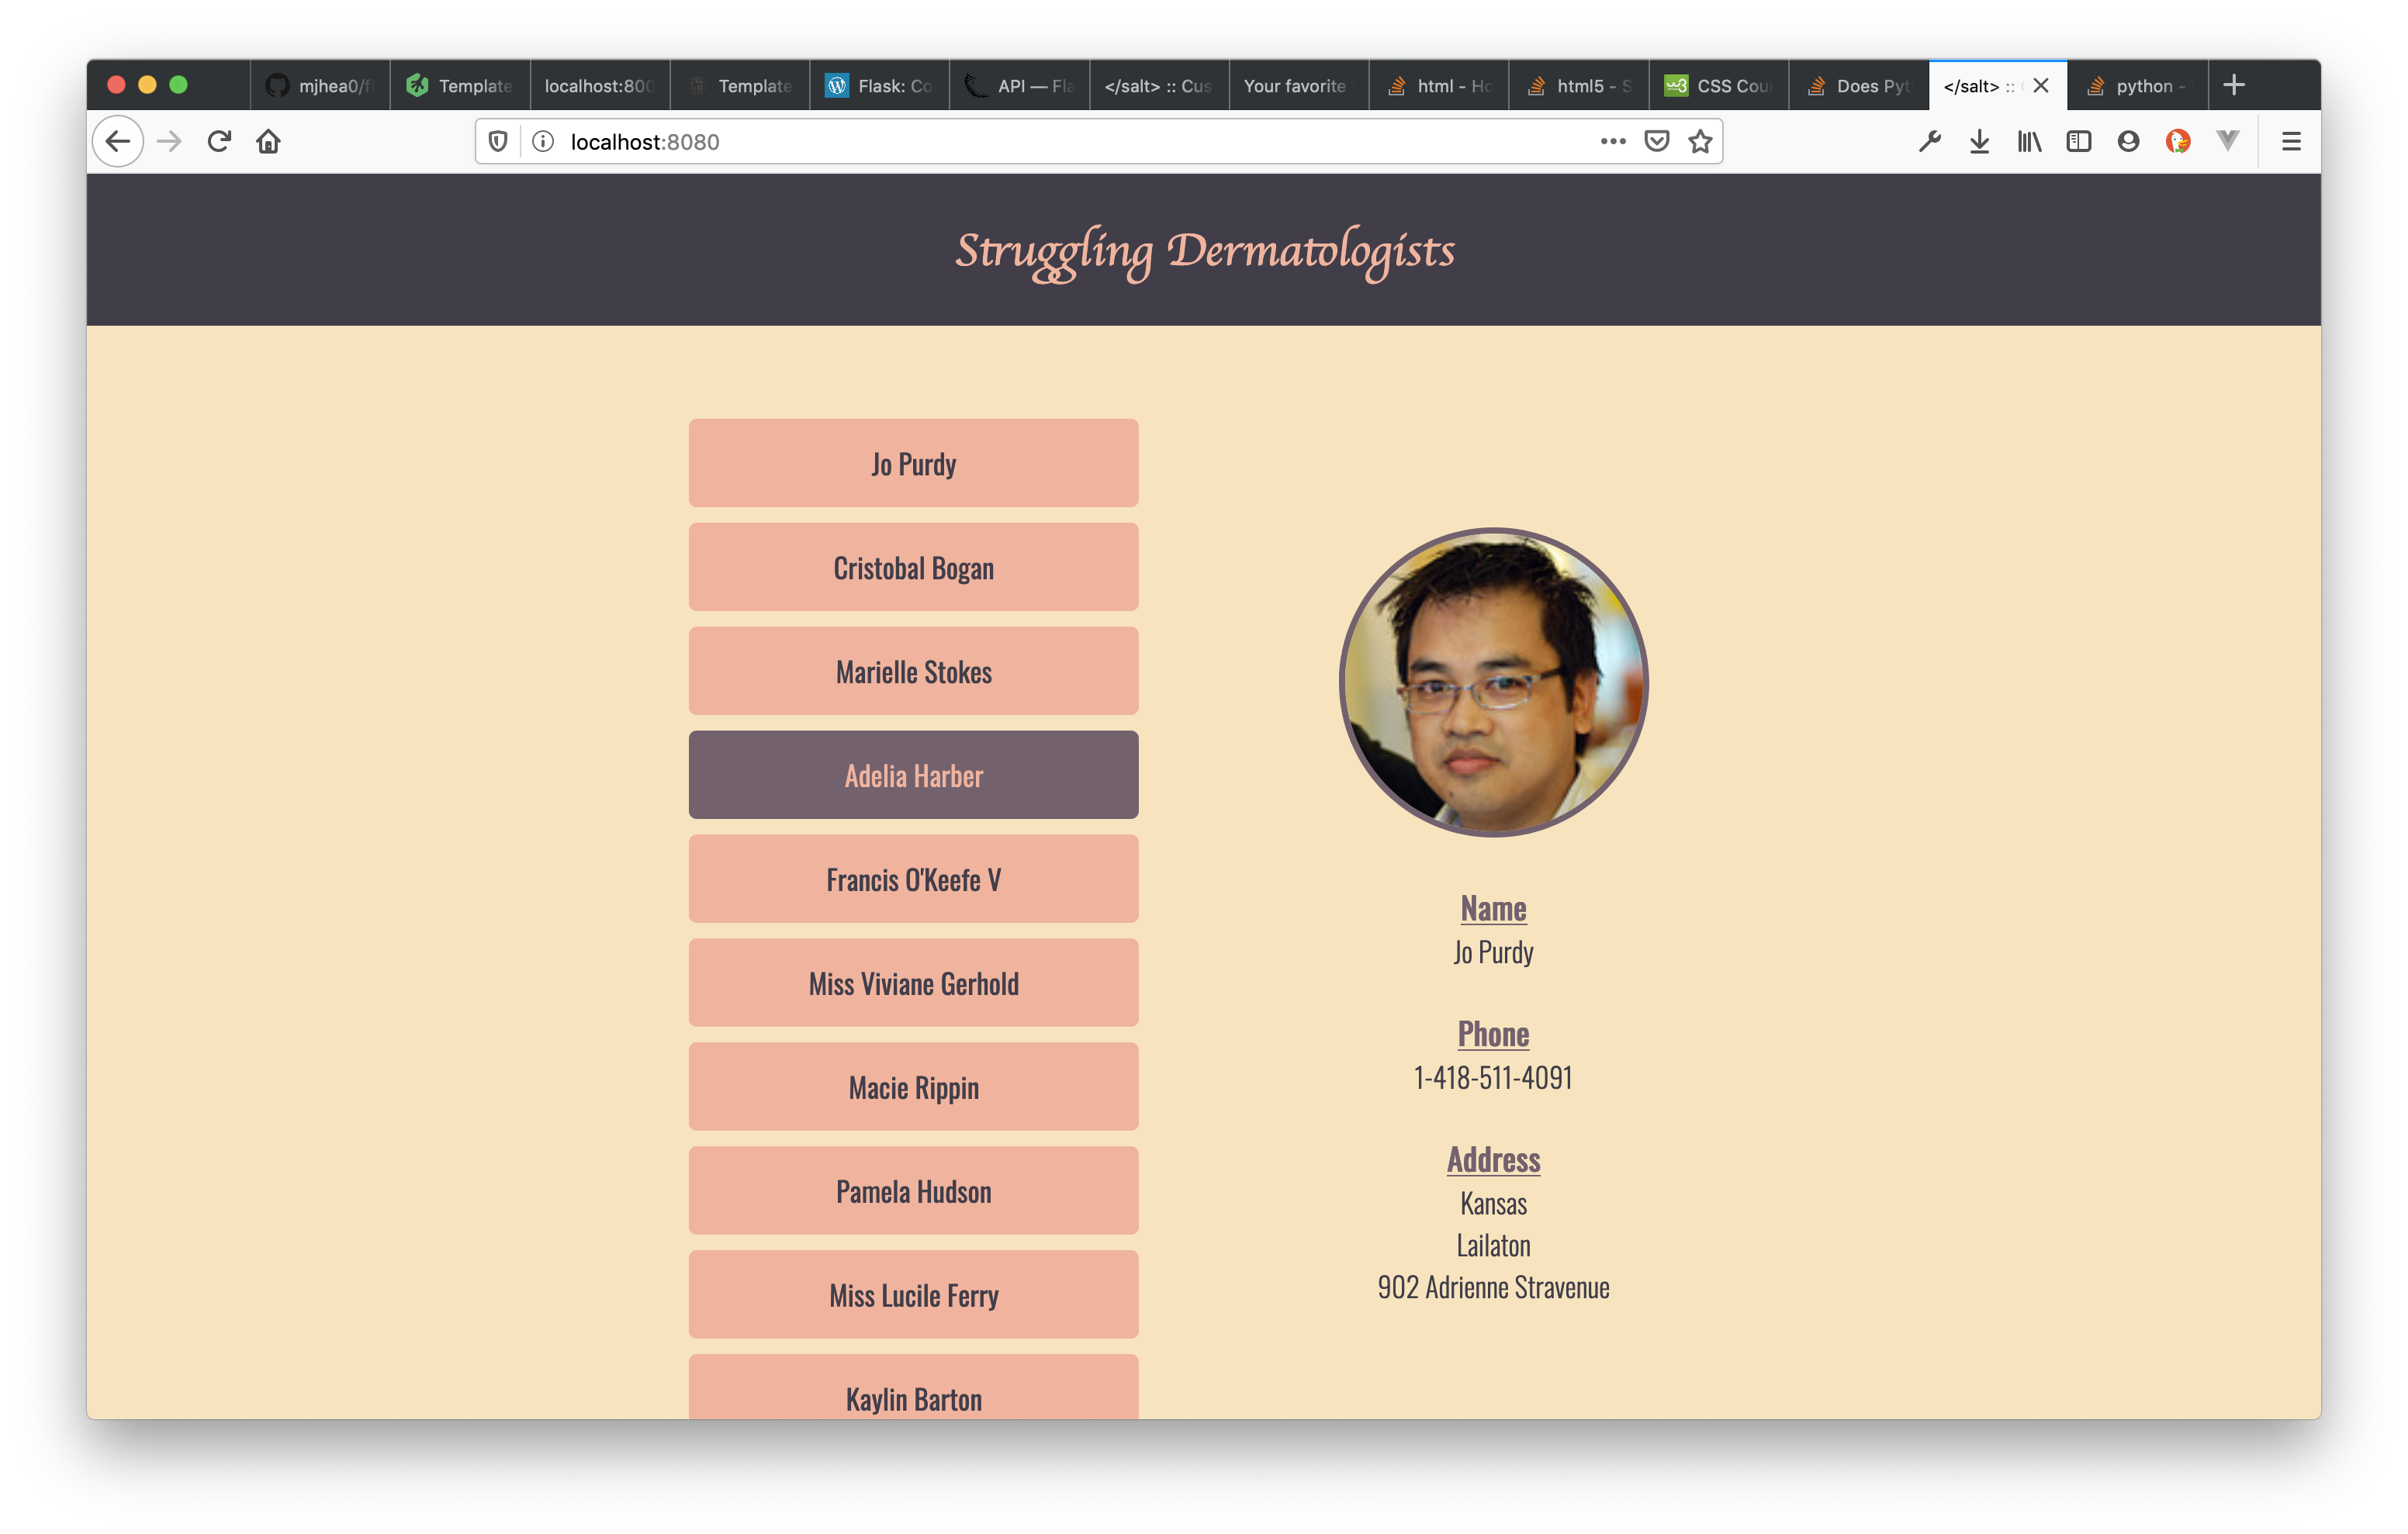 mjhea0/fl
Template
localhost:800
Template
Flask: Co
API — Fla
</salt> :: Cus
Your favorite
html - Ho
html5 - S
CSS Cou
Does Pyt
</salt> ::
python -
localhost:8080
Struggling Dermatologists
Jo Purdy
Cristobal Bogan
Marielle Stokes
Adelia Harber
Francis O'Keefe V
Miss Viviane Gerhold
Macie Rippin
Pamela Hudson
Miss Lucile Ferry
Kaylin Barton
Name
Jo Purdy
Phone
1-418-511-4091
Address
Kansas
Lailaton
902 Adrienne Stravenue